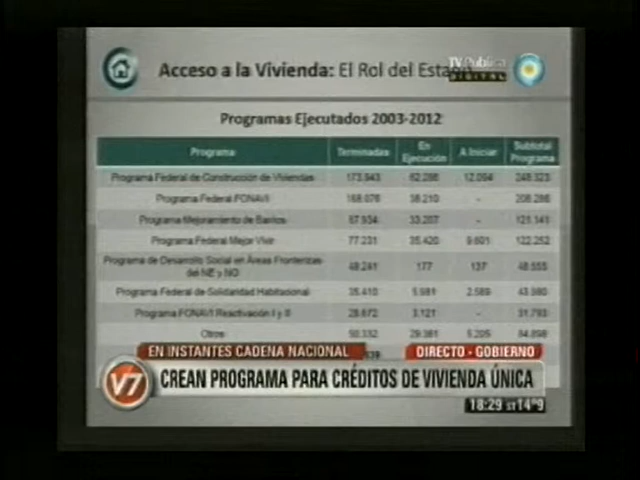 Acceso a la Vivienda: El Rol del Estado
TV Pública
DIGITAL
Programas Ejecutados 2003-2012
Programa Terminadas En Ejecución A Iniciar Subtotal Programa
Programa Federal de Construcción de Viviendas 173.943 62.286 12.094 248.323
Programa Federal FONAVI 168.076 38.210 - 206.286
Programa Mejoramiento de Barrios 87.934 33.207 - 121.141
Programa Federal Mejor Vivir 77.231 35.420 9.601 122.252
Programa de Desarrollo Social en Áreas Fronterizas del NE y NO 48.241 177 137 48.555
Programa Federal de Solidaridad Habitacional 35.410 5.981 2.589 43.980
Programa FONAVI Reactivación I y II 28.672 3.121 - 31.793
Otros 50.332 29.361 5.205 84.898
EN INSTANTES CADENA NACIONAL
DIRECTO - GOBIERNO
V7
CREAN PROGRAMA PARA CRÉDITOS DE VIVIENDA ÚNICA
18:29 ST 14º9